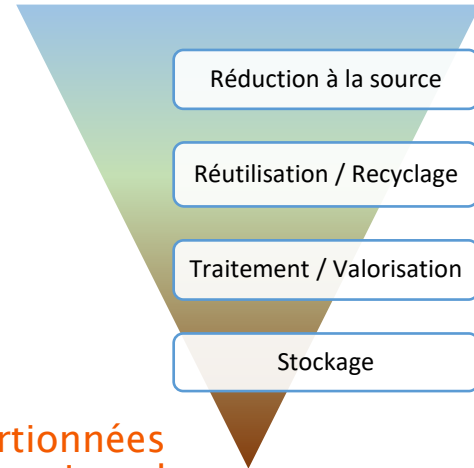 Réduction à la source
Réutilisation / Recyclage
Traitement / Valorisation
Stockage
rtionnées